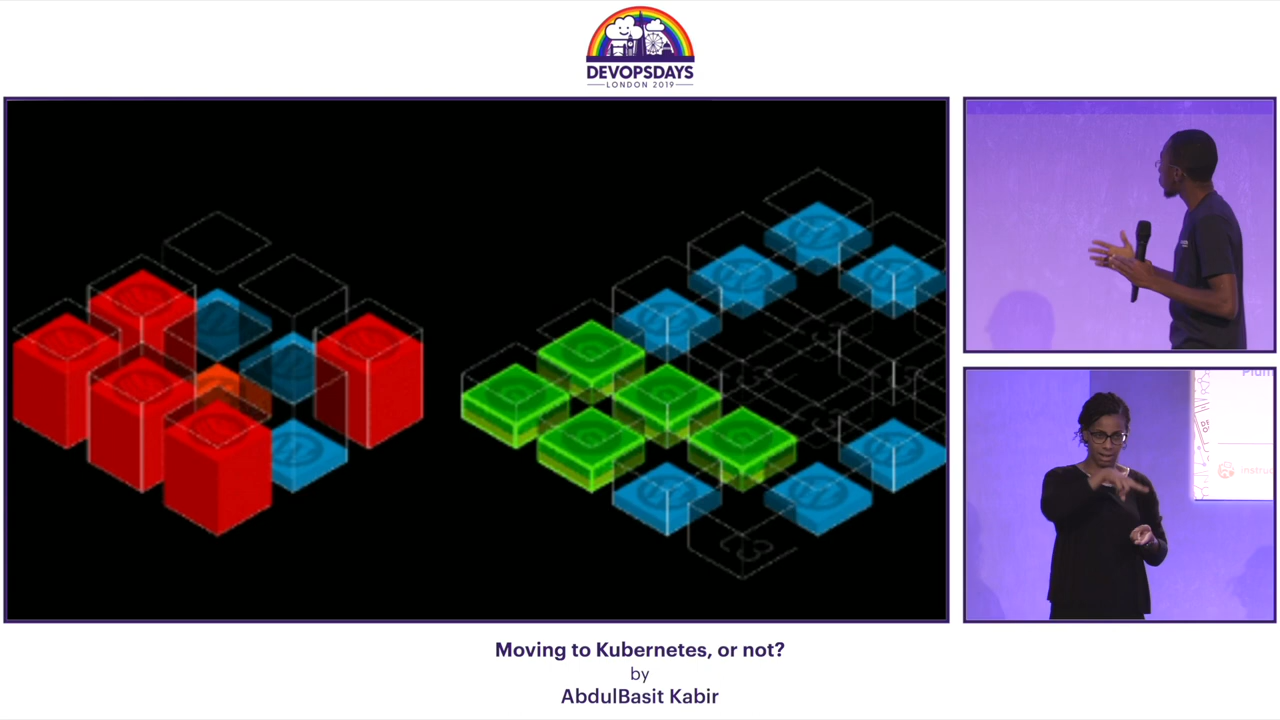 DEVOPSDAYS
LONDON 2019
Moving to Kubernetes, or not?
by
AbdulBasit Kabir